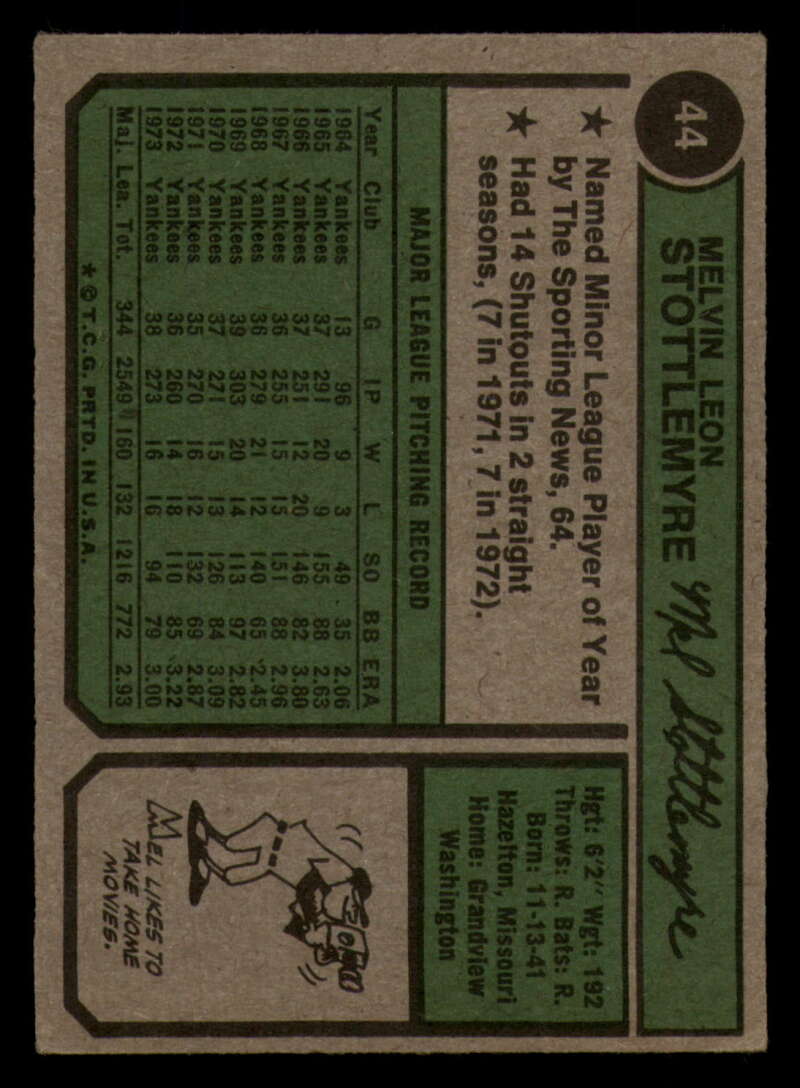 44
MELVIN LEON
STOTTLEMYRE
Mel Stottlemyre
★ Named Minor League Player of Year
by The Sporting News, 64.
★ Had 14 Shutouts in 2 straight
seasons, (7 in 1971, 7 in 1972).
MAJOR LEAGUE PITCHING RECORD
Year Club G IP W L SO BB ERA
1964 Yankees 13 96 9 3 49 35 2.06
1965 Yankees 37 291 20 9 155 88 2.63
1966 Yankees 37 251 12 20 146 82 3.80
1967 Yankees 36 255 15 15 151 88 2.96
1968 Yankees 36 279 21 12 140 65 2.45
1969 Yankees 39 303 20 14 113 97 2.82
1970 Yankees 37 271 15 13 126 84 3.09
1971 Yankees 35 270 16 12 132 69 2.87
1972 Yankees 36 260 14 18 110 85 3.22
1973 Yankees 38 273 16 16 94 79 3.00
Maj. Lea. Tot. 344 2549 160 132 1216 772 2.93
★ © T.C.G. PRTD. IN U.S.A.
Hgt: 6'2" Wgt: 192
Throws: R. Bats: R.
Born: 11-13-41
Hazelton, Missouri
Home: Grandview
Washington
MEL LIKES TO
TAKE HOME
MOVIES.